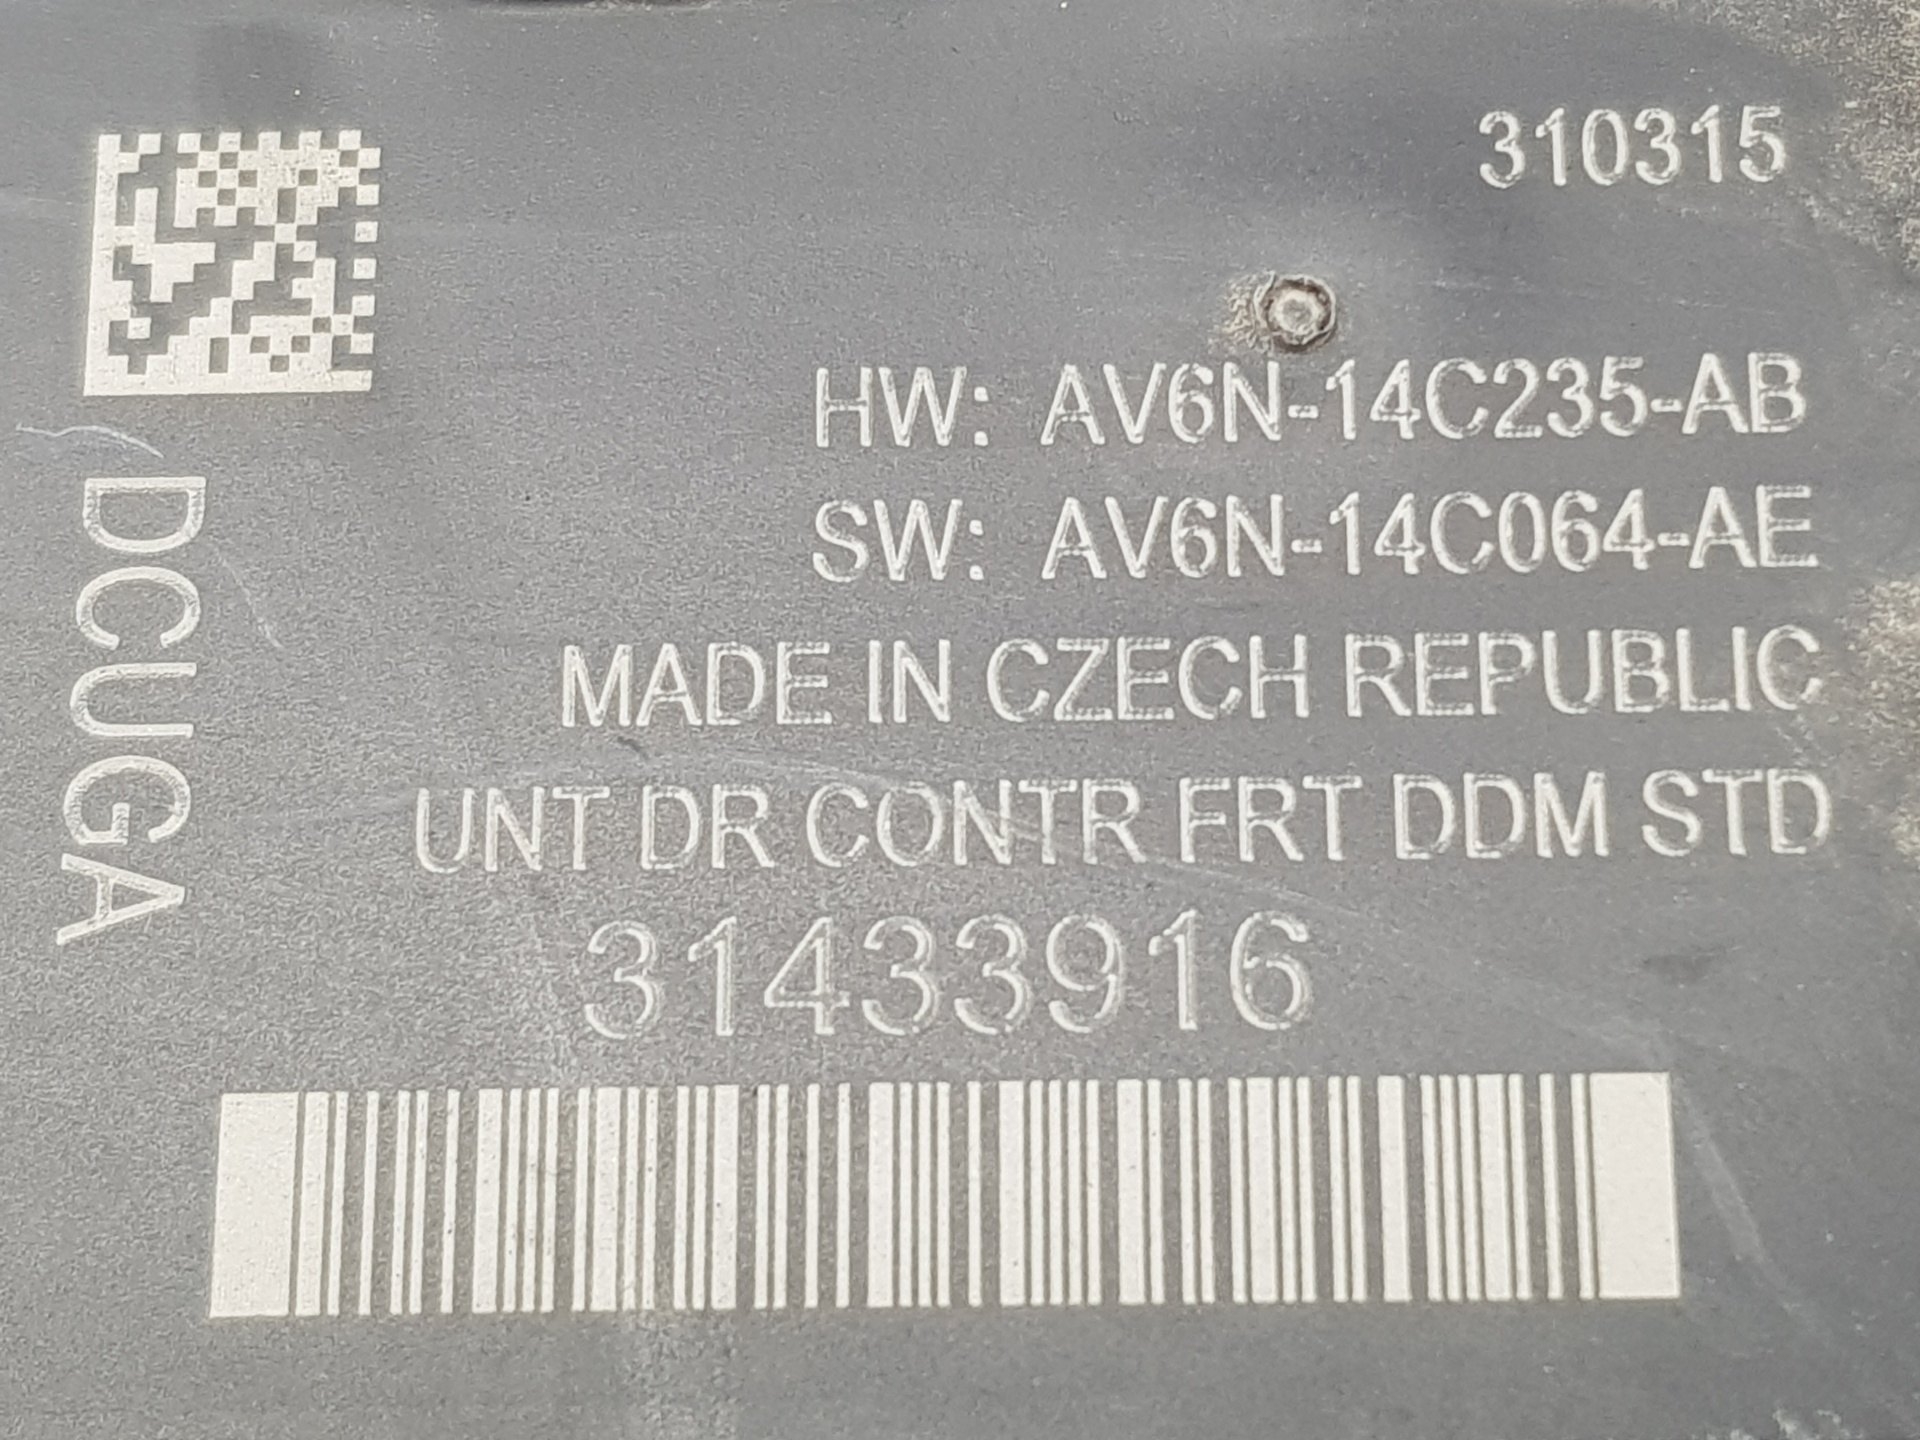 310315
HW: AV6N-14C235-AB
SW: AV6N-14C064-AE
MADE IN CZECH REPUBLIC
UNT DR CONTR FRT DDM STD
31433916
DCUGA